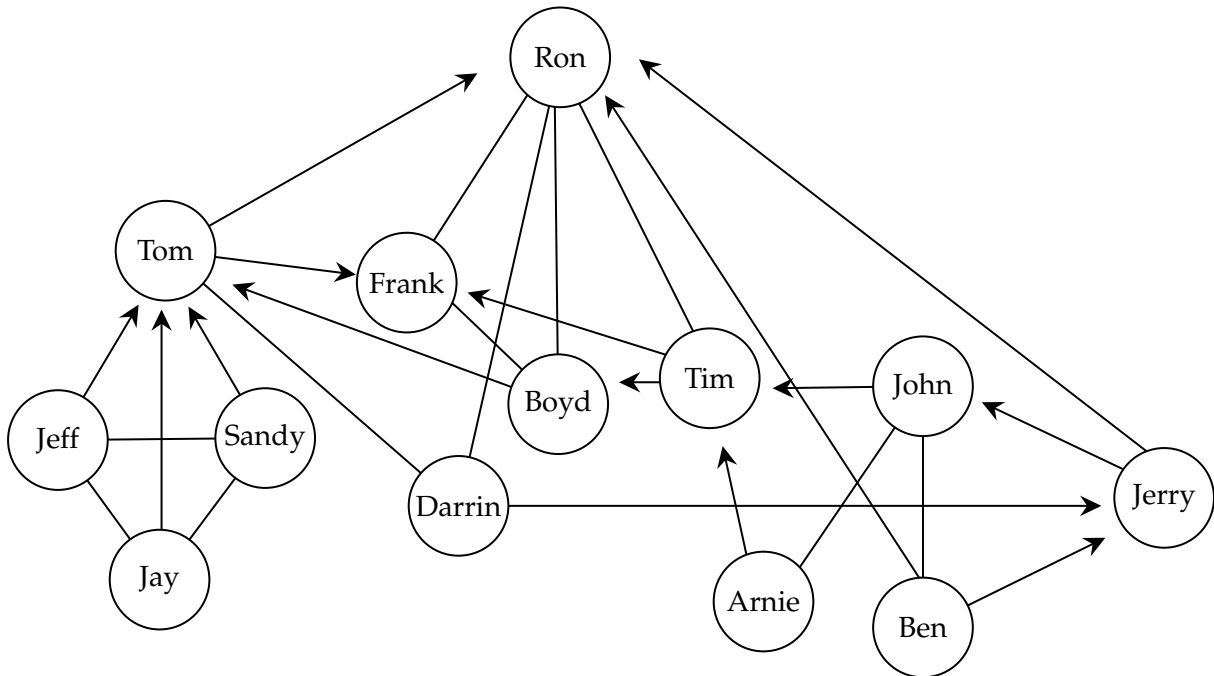 Ron
Tom
Frank
Tim
John
Boyd
Jeff
Sandy
Jerry
Darrin
Jay
Arnie
Ben